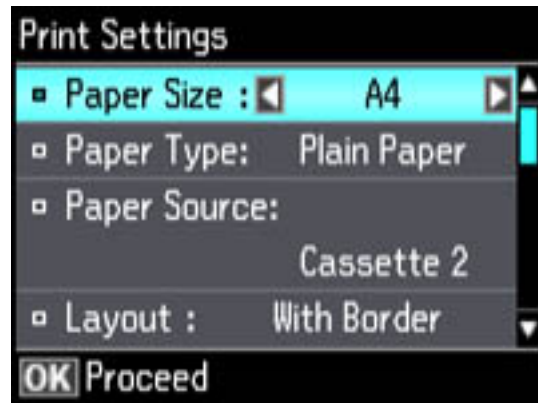 Print Settings
Paper Size : A4
Paper Type: Plain Paper
Paper Source:
Cassette 2
Layout : With Border
OK Proceed